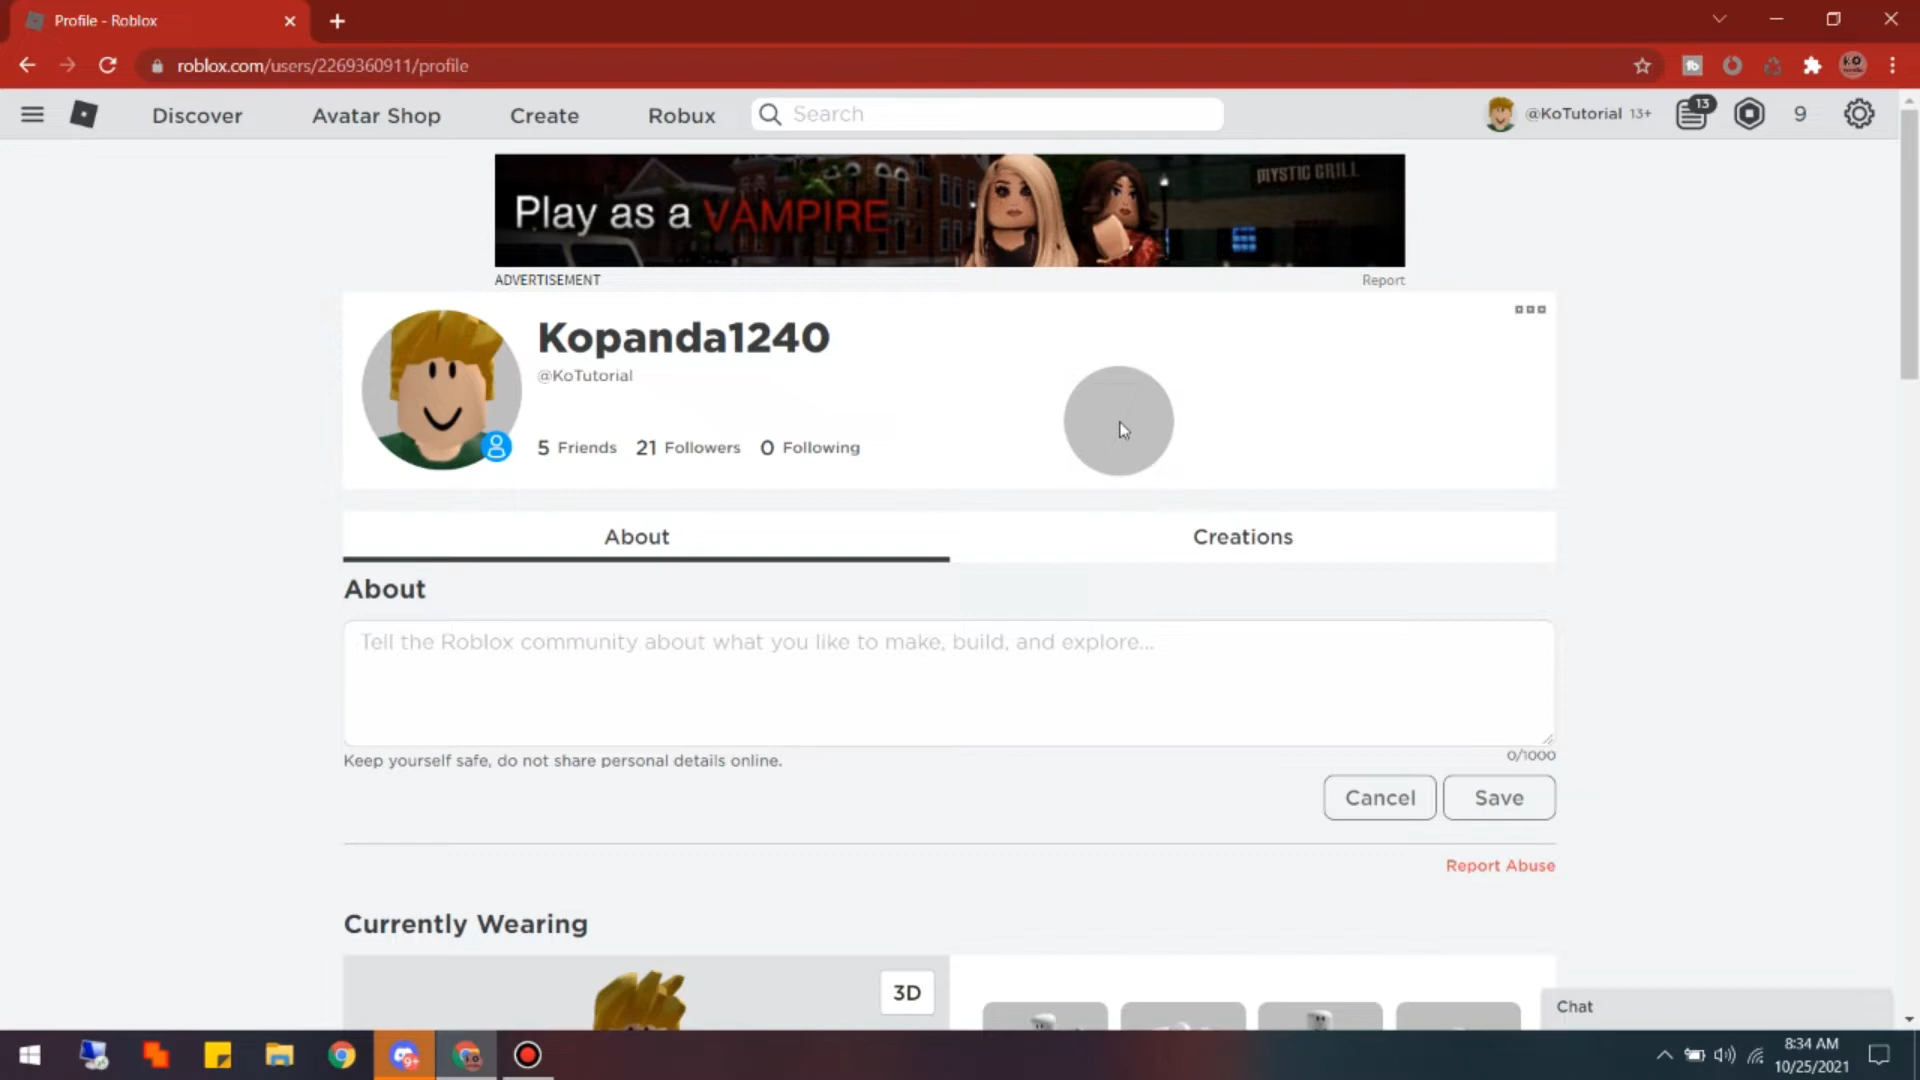 Profile - Roblox
roblox.com/users/2269360911/profile
Discover
Avatar Shop
Create
Robux
Search
@KoTutorial 13+
13
9
Play as a VAMPIRE
MYSTIC GRILL
ADVERTISEMENT
Report
Kopanda1240
@KoTutorial
5 Friends 21 Followers 0 Following
About
Creations
About
Tell the Roblox community about what you like to make, build, and explore...
Keep yourself safe, do not share personal details online.
0/1000
Cancel
Save
Report Abuse
Currently Wearing
3D
Chat
9+
8:34 AM
10/25/2021